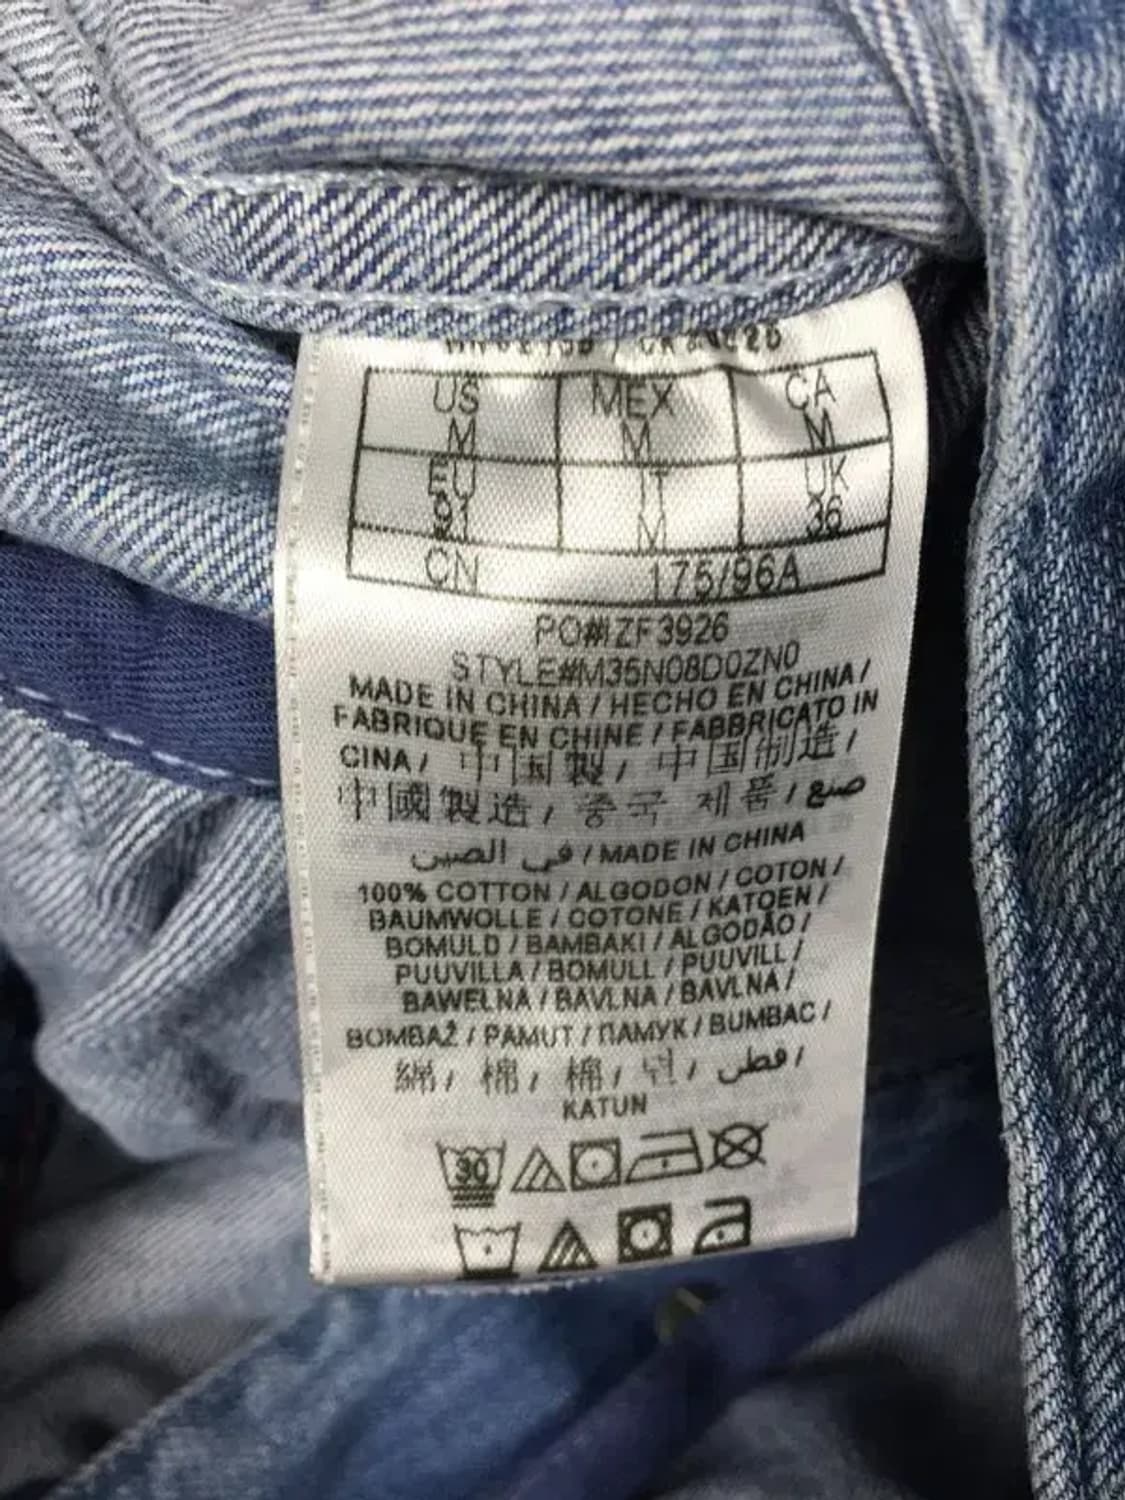 US MEX CA
M M M
EU IT UK
M 36
CN 175/96A
PO#IZF3926
STYLE#M35N08D0ZN0
MADE IN CHINA / HECHO EN CHINA /
FABRIQUE EN CHINE / FABBRICATO IN
CINA / 中国製 / 中国制造 /
中國製造 / 중국 제품 / صنع
في الصين / MADE IN CHINA
100% COTTON / ALGODON / COTON /
BAUMWOLLE / COTONE / KATOEN /
BOMULD / BAMBAKI / ALGODÃO /
PUUVILLA / BOMULL / PUUVILL /
BAWEŁNA / BAVLNA / BAVLNA /
BOMBAŽ / PAMUT / ПАМУК / BUMBAC /
綿 / 棉 / 棉 / 면 / قطن /
KATUN
30